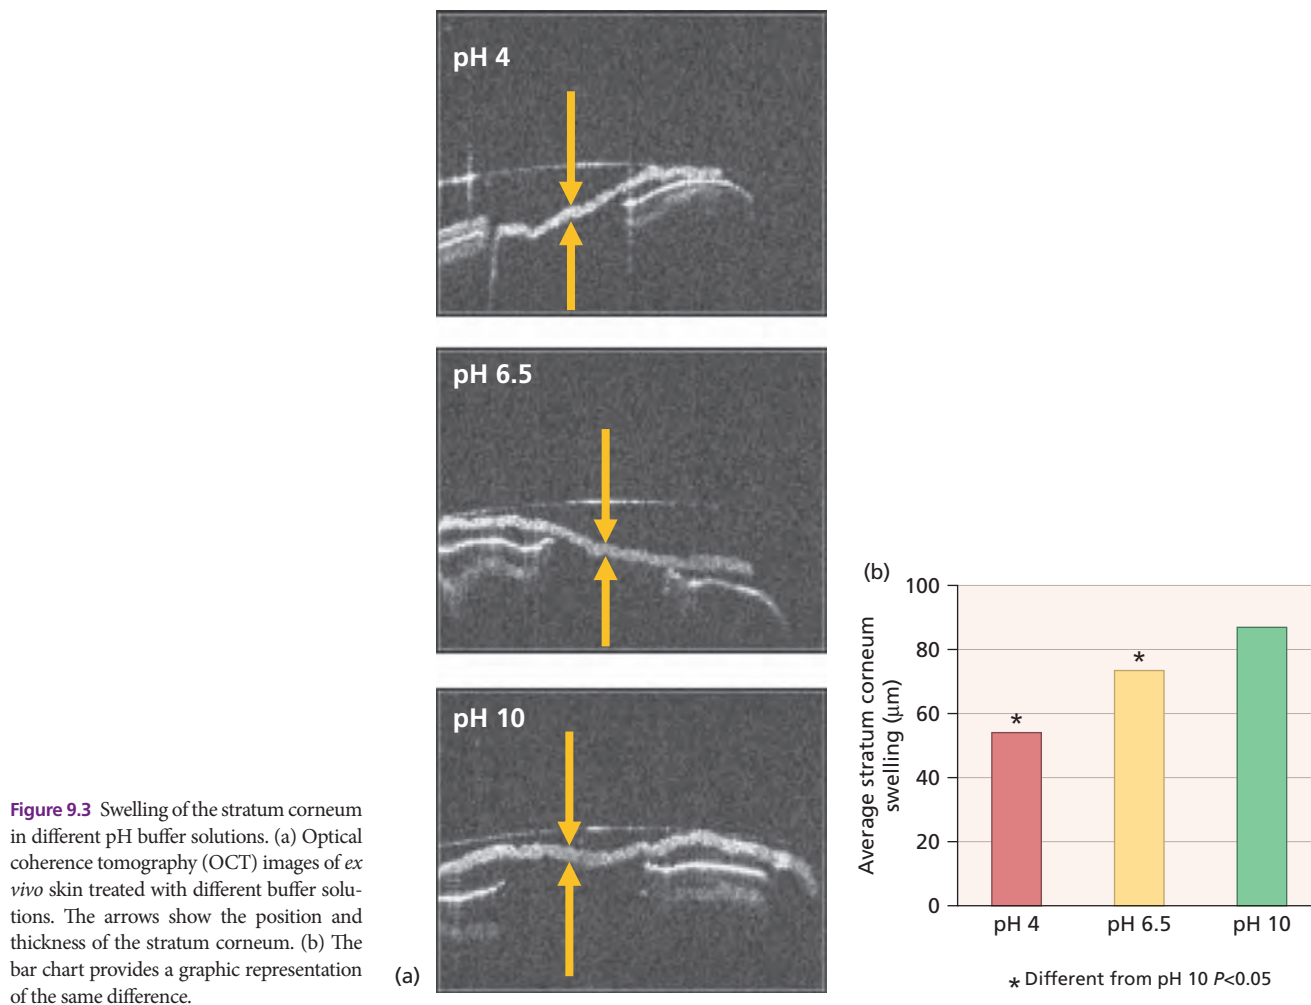 pH 4
pH 6.5
pH 10
(a)
Figure 9.3 Swelling of the stratum corneum
in different pH buffer solutions. (a) Optical
coherence tomography (OCT) images of ex
vivo skin treated with different buffer solu-
tions. The arrows show the position and
thickness of the stratum corneum. (b) The
bar chart provides a graphic representation
of the same difference.
(b)
Average stratum corneum
swelling (μm)
100
80
60
40
20
0
*
*
pH 4
pH 6.5
pH 10
* Different from pH 10 P<0.05